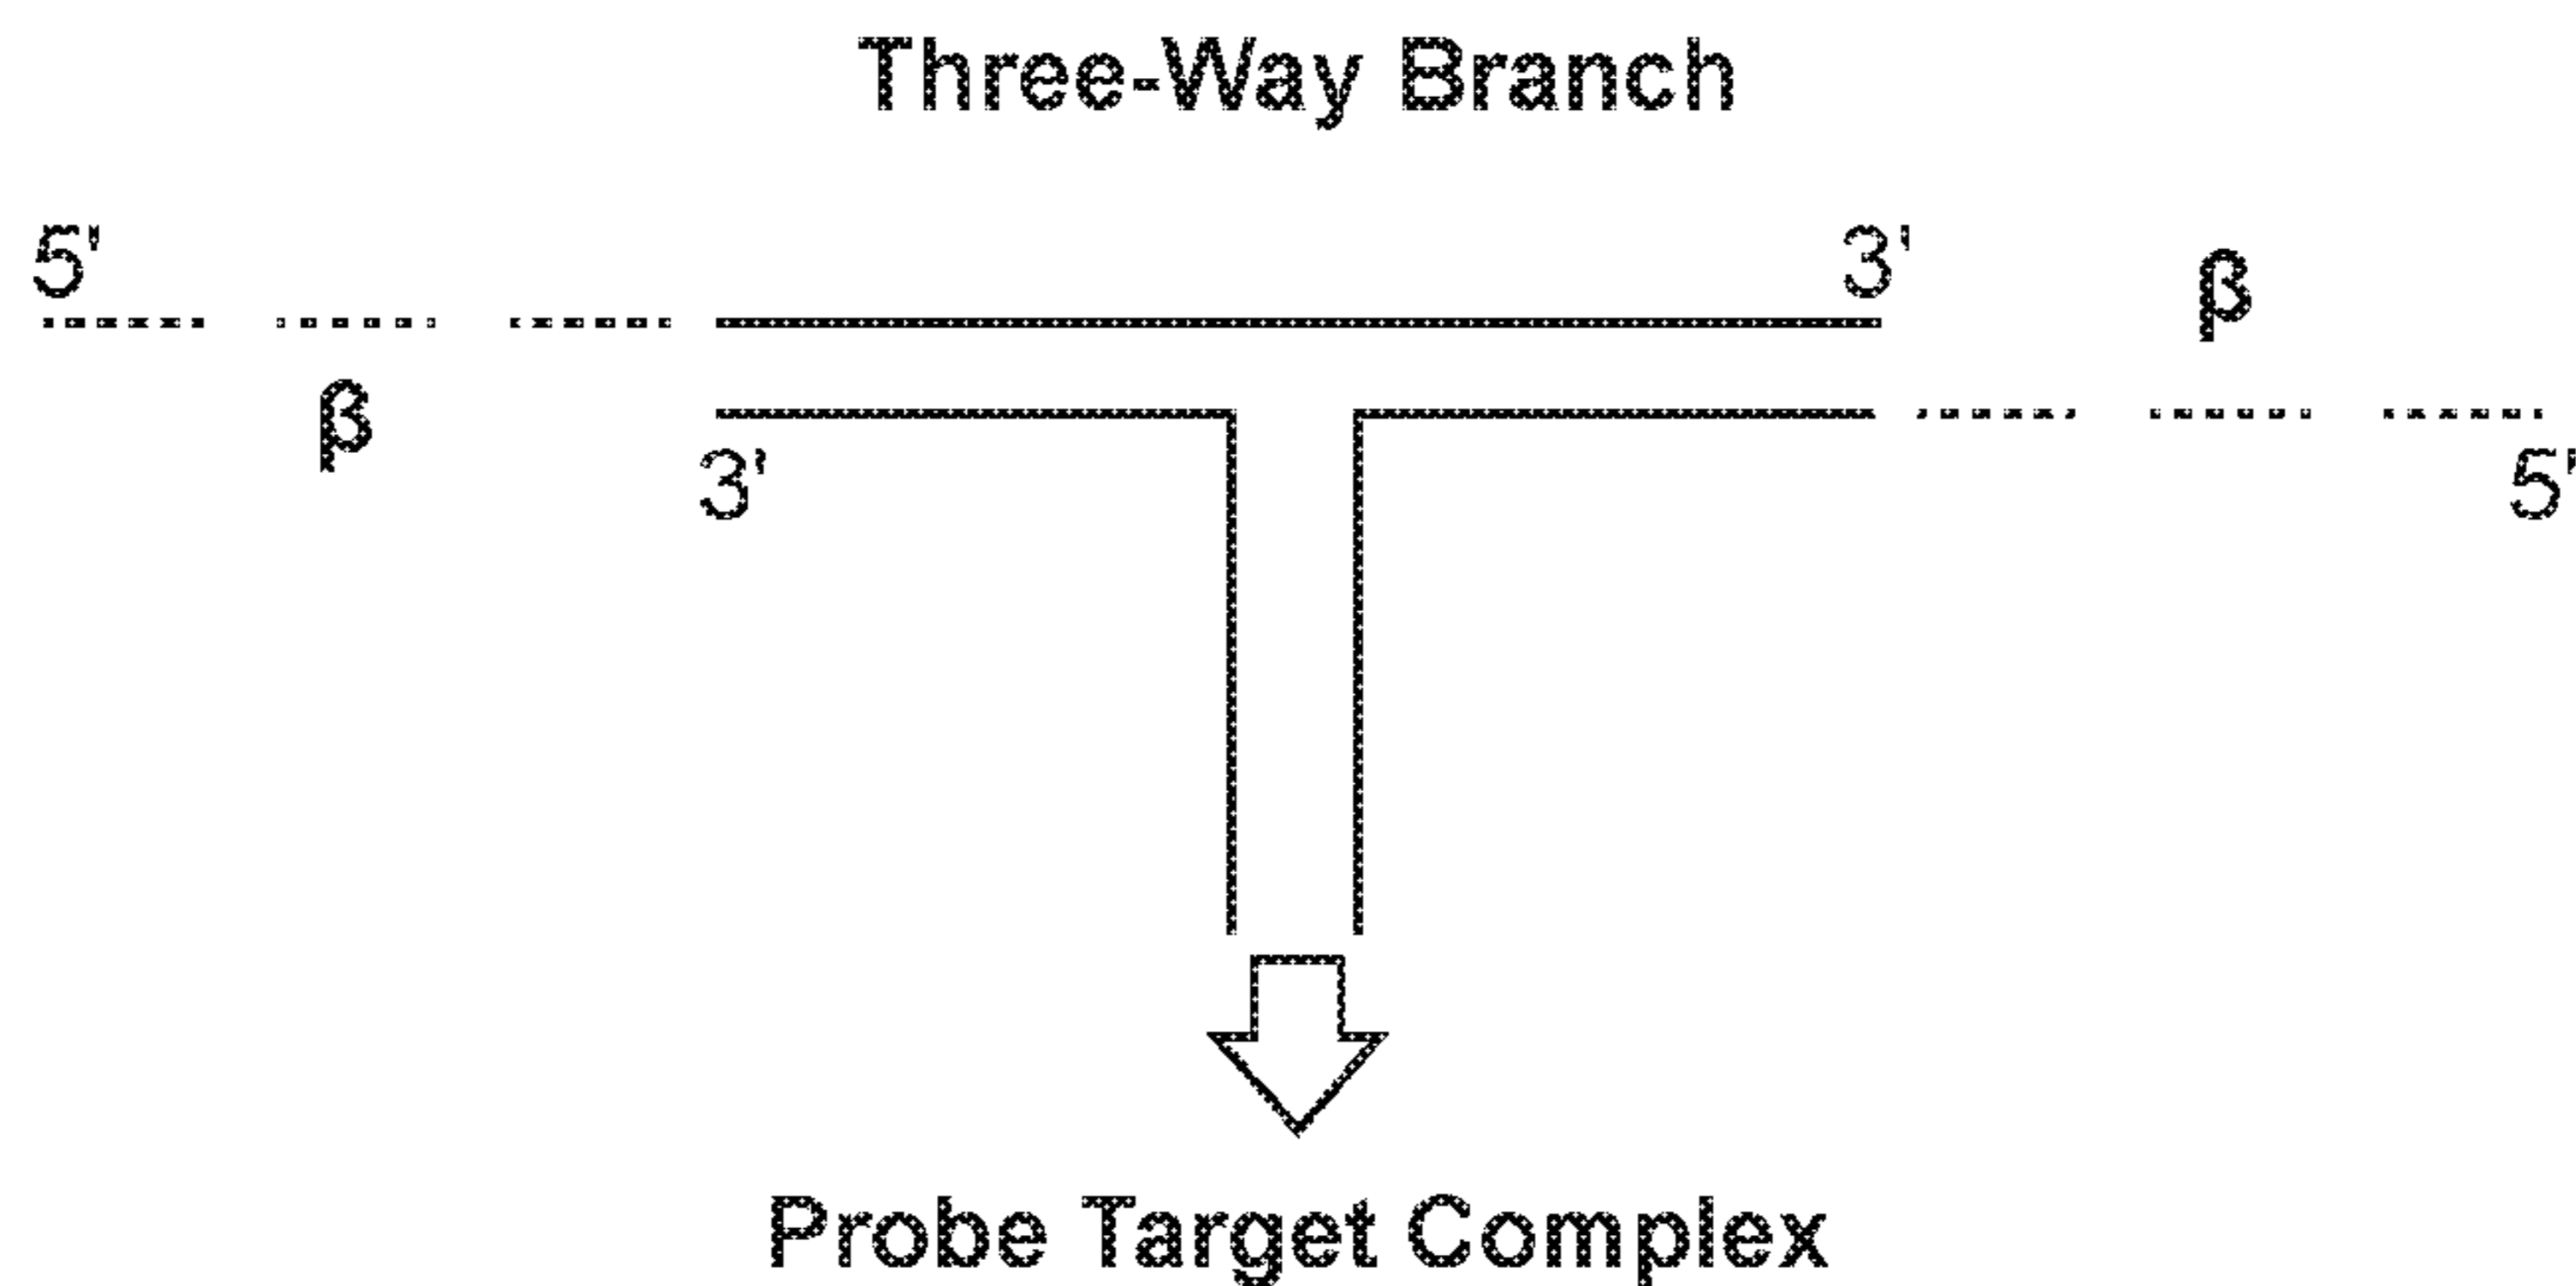 Three-Way Branch
5' 3' β
β
3' 5'
Probe Target Complex